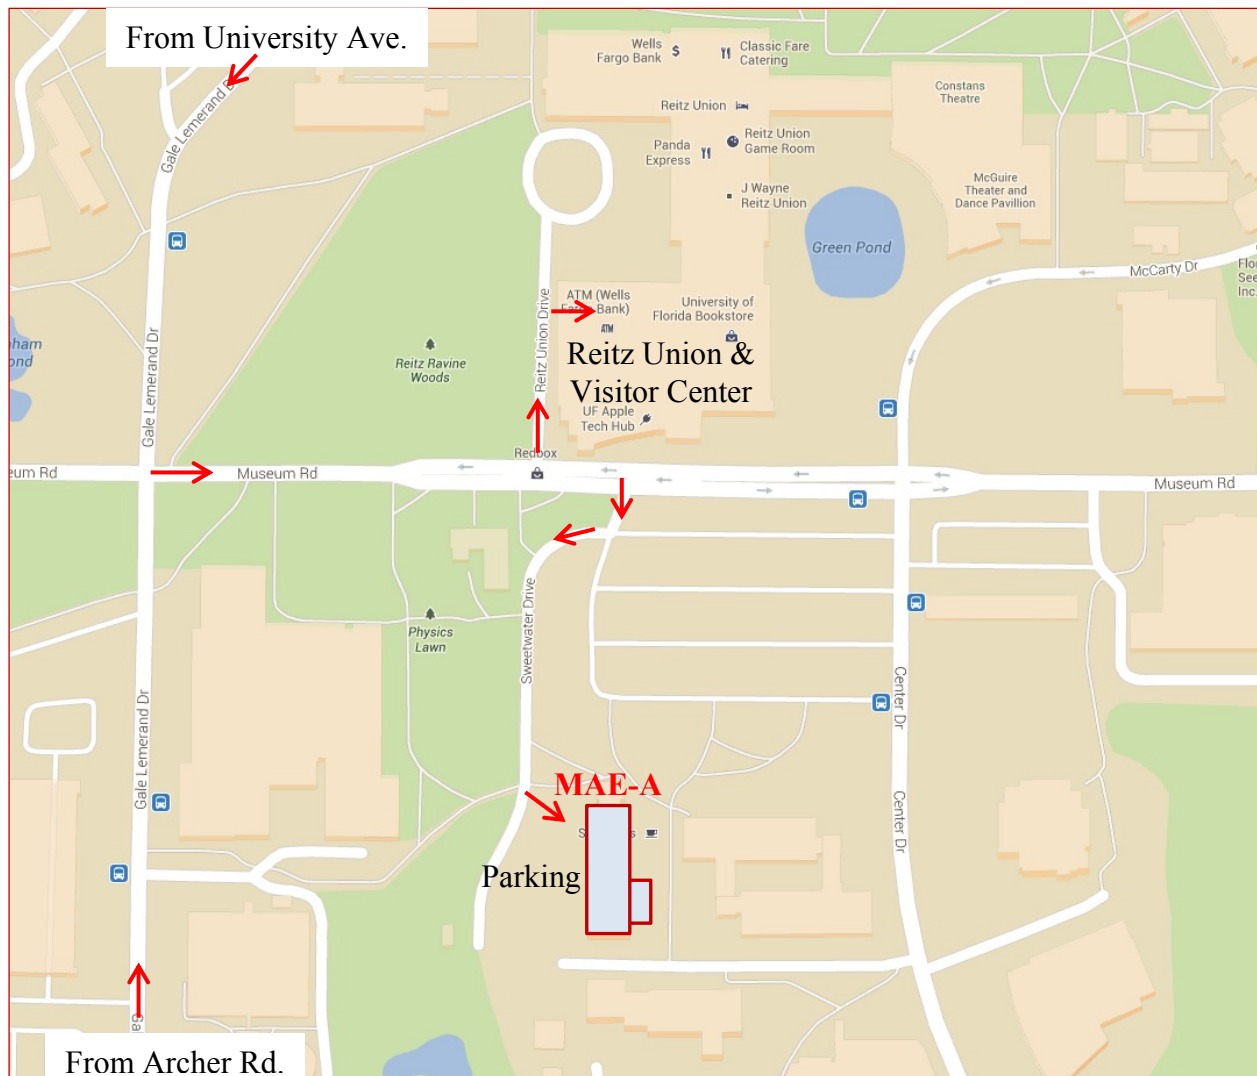 From University Ave.
Wells
Fargo Bank
Classic Fare
Catering
Constans
Theatre
Reitz Union
Reitz Union
Game Room
Panda
Express
McGuire
Theater and
Dance Pavillion
J Wayne
Reitz Union
Gale Lemerand
Green Pond
McCarty Dr
Inc.
ATM (Wells
Fargo Bank)
ATM
University of
Florida Bookstore
Reitz Union Drive
Gale Lemerand Dr
Reitz Ravine
Woods
Reitz Union &
Visitor Center
UF Apple
Tech Hub
Redbox
eum Rd
Museum Rd
Museum Rd
Sweetwater Drive
Physics
Lawn
Center Dr
Gale Lemerand Dr
MAE-A
Center Dr
Parking
From Archer Rd.